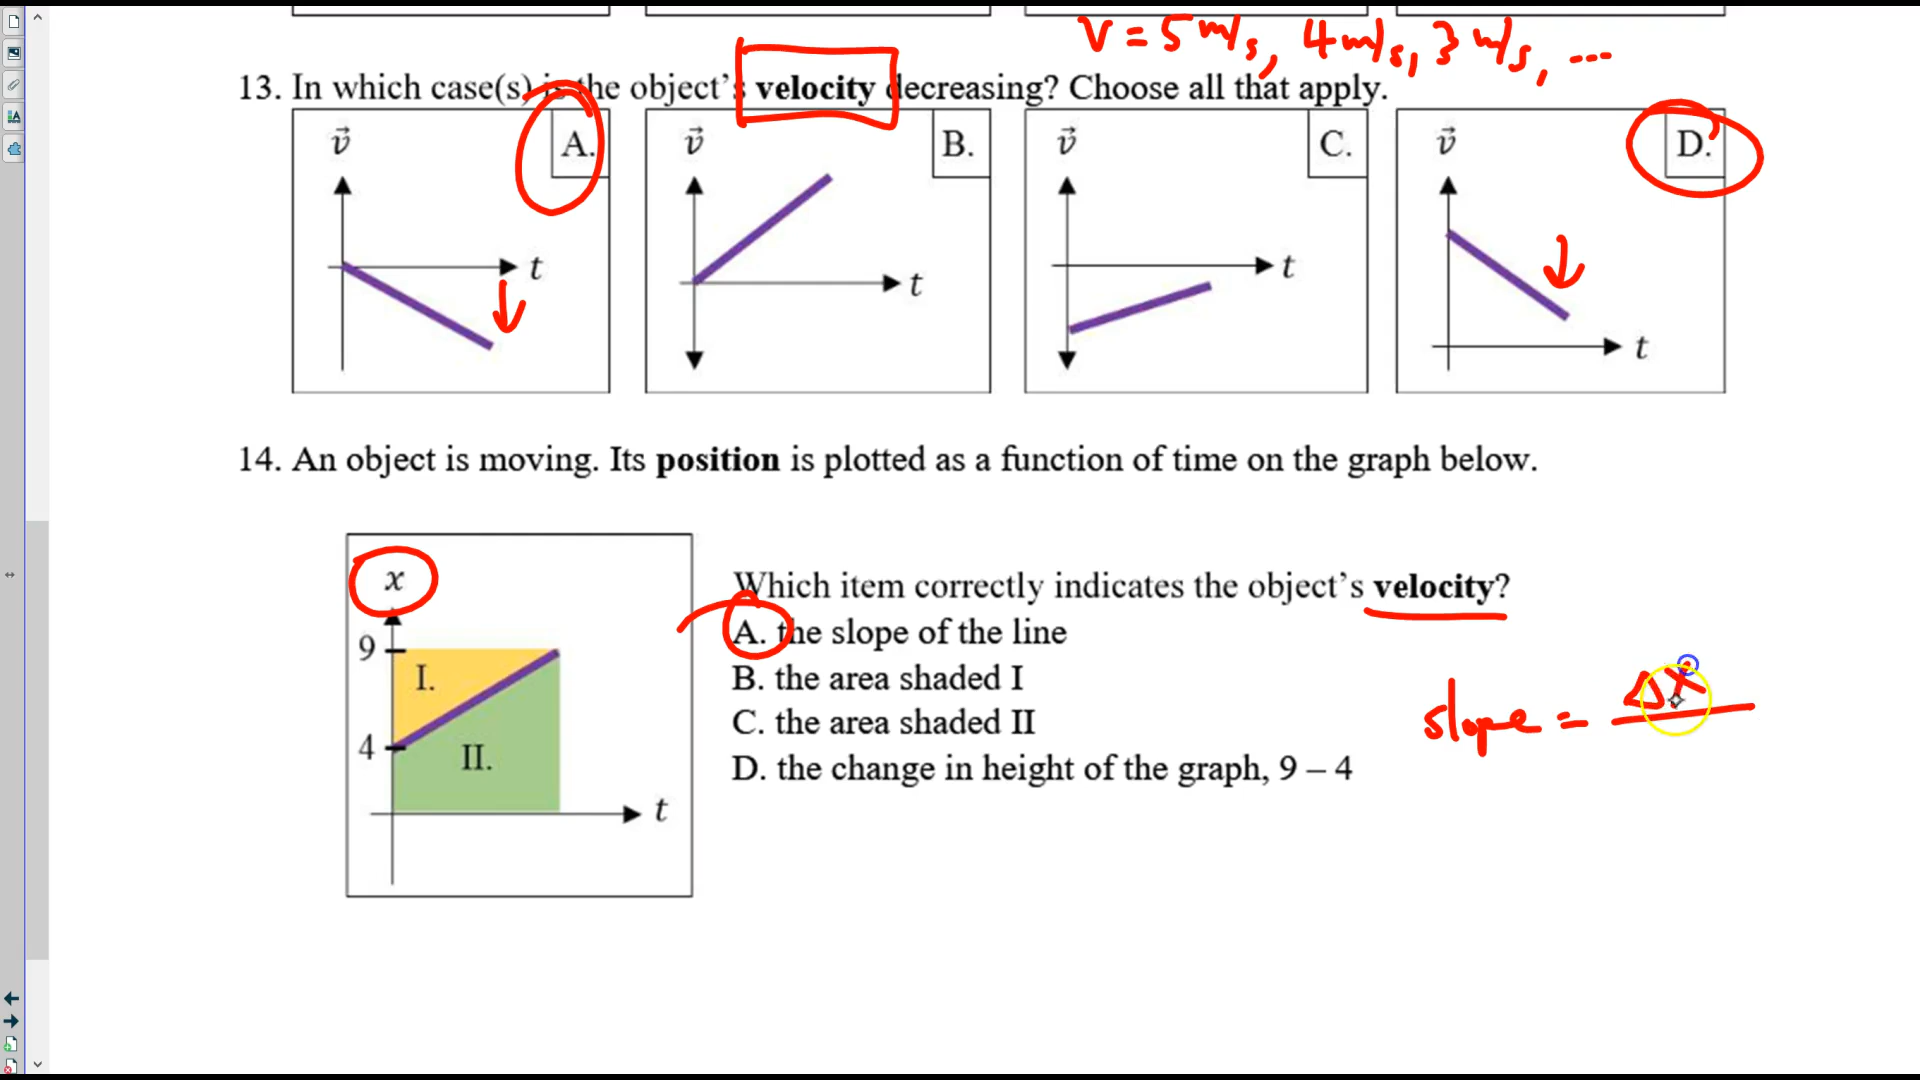 V = 5 m/s, 4 m/s, 3 m/s, ...
13. In which case(s) is the object's velocity decreasing? Choose all that apply.
v⃗ A. v⃗ B. v⃗ C. v⃗ D.
t t t t
14. An object is moving. Its position is plotted as a function of time on the graph below.
x
9
I.
4
II.
t
Which item correctly indicates the object's velocity?
A. the slope of the line
B. the area shaded I
C. the area shaded II
D. the change in height of the graph, 9 – 4
slope = Δx